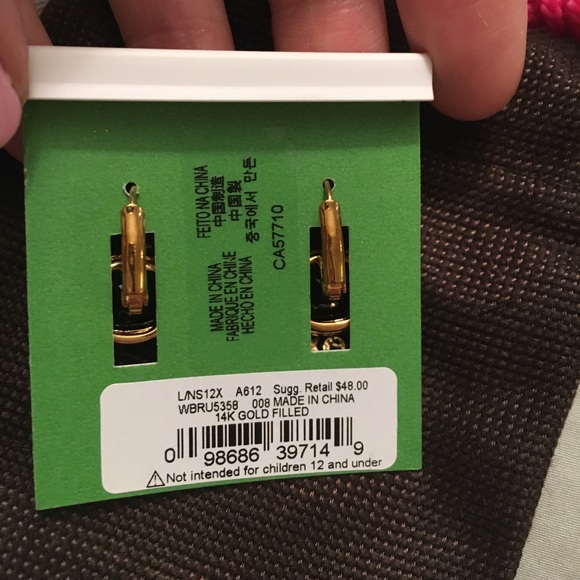 FEITO NA CHINA
中国制造
中国製
중국에서 만든
MADE IN CHINA
FABRIQUE EN CHINE
HECHO EN CHINA
CA57710
L/NS12X A612 Sugg. Retail $48.00
WBRU5358 008 MADE IN CHINA
14K GOLD FILLED
0 98686 39714 9
Not intended for children 12 and under